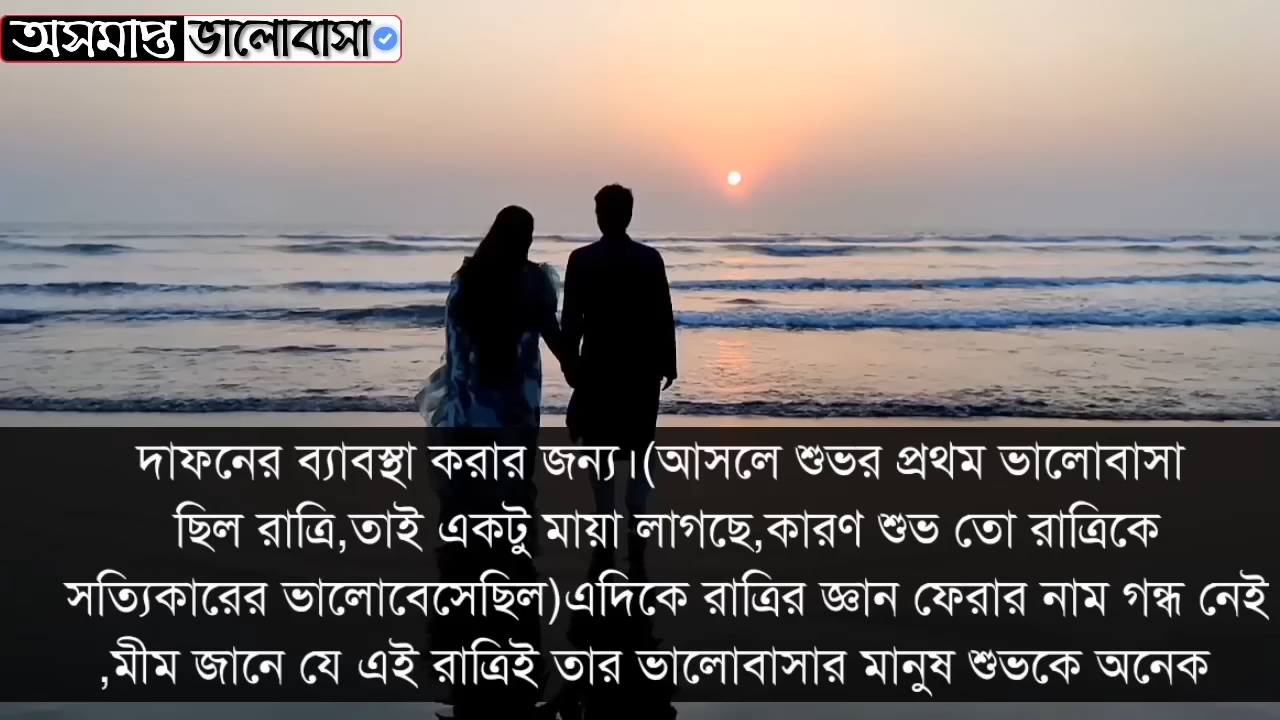 অসমাপ্ত ভালোবাসা
দাফনের ব্যাবস্থা করার জন্য।(আসলে শুভর প্রথম ভালোবাসা
ছিল রাত্রি,তাই একটু মায়া লাগছে,কারণ শুভ তো রাত্রিকে
সত্যিকারের ভালোবেসেছিল)এদিকে রাত্রির জ্ঞান ফেরার নাম গন্ধ নেই
,মীম জানে যে এই রাত্রিই তার ভালোবাসার মানুষ শুভকে অনেক